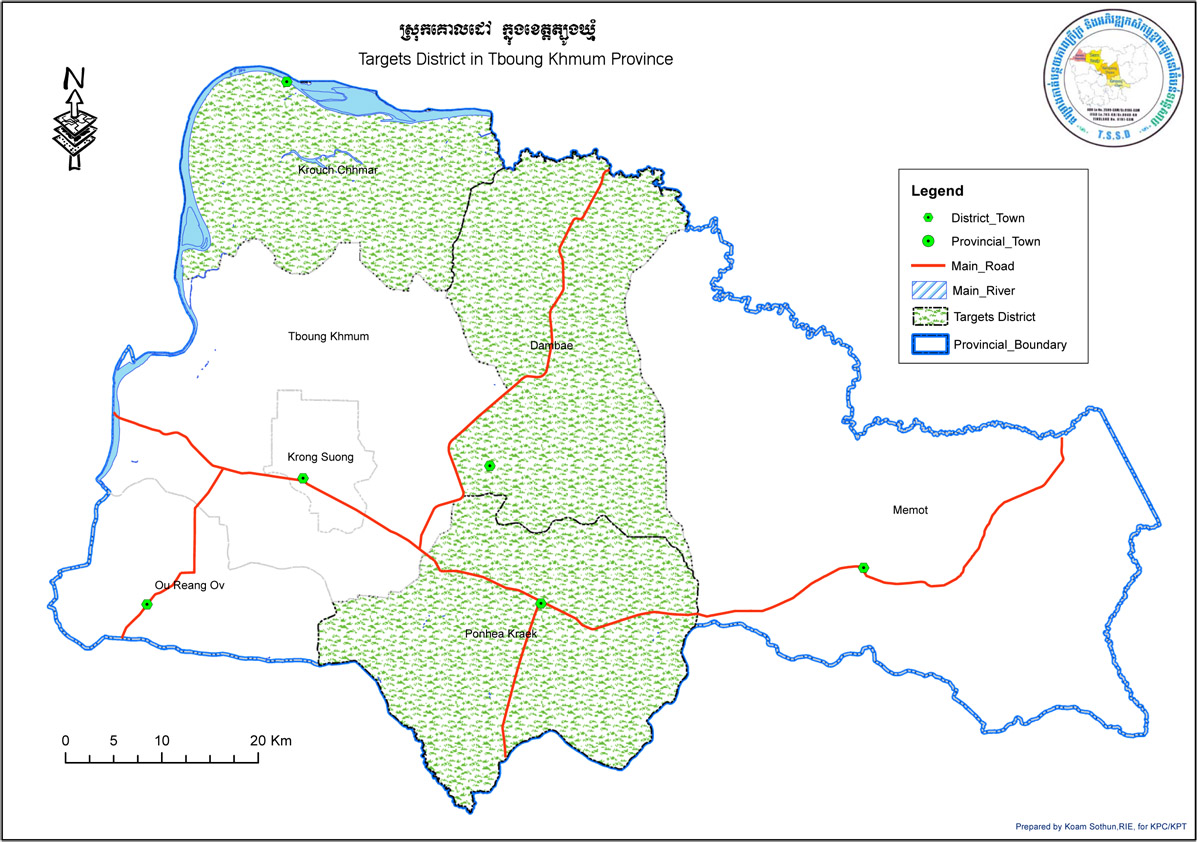 ស្រុកគោលដៅ ក្នុងខេត្តត្បូងឃ្មុំ
Targets District in Tboung Khmum Province
N
T.S.S.D
Krouch Chhmar
Legend
District_Town
Provincial_Town
Main_Road
Main_River
Targets District
Provincial_Boundary
Tboung Khmum
Dambae
Krong Suong
Memot
Ou Reang Ov
Ponhea Kraek
0 5 10 20 Km
Prepared by Koam Sothun,RIE, for KPC/KPT